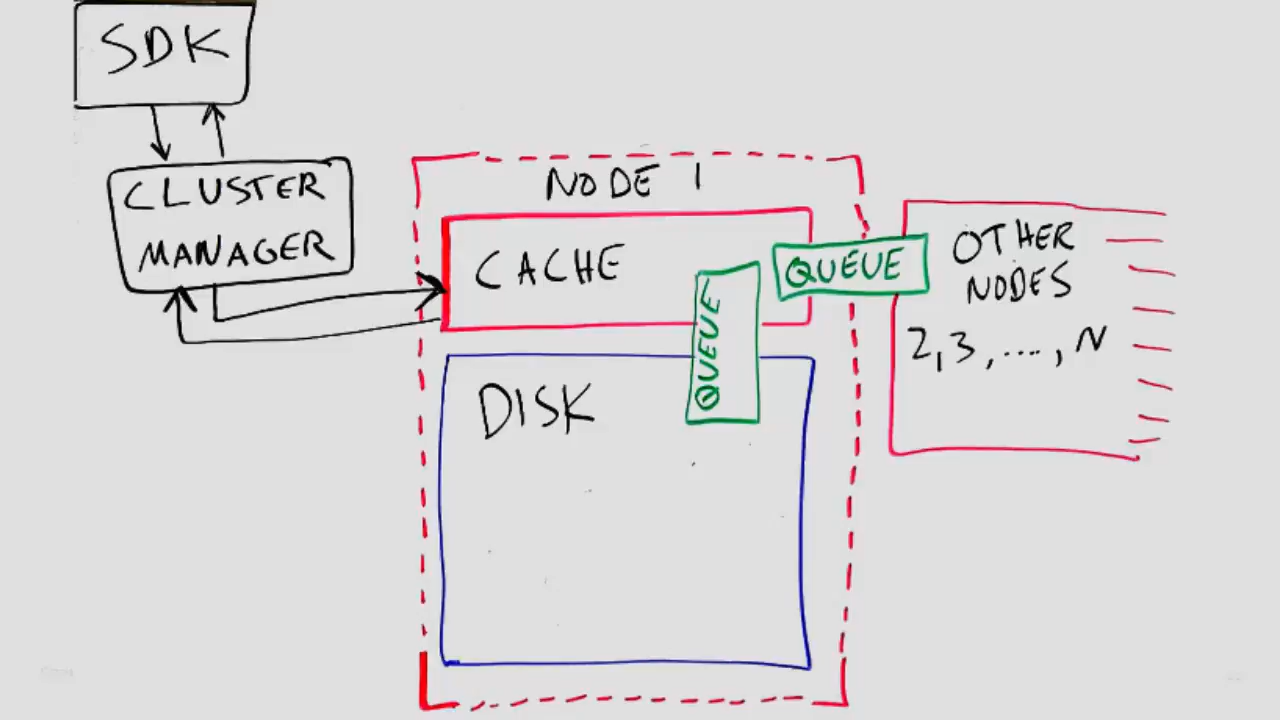 SDK
CLUSTER
MANAGER
NODE 1
CACHE
QUEUE
QUEUE
DISK
OTHER
NODES
2,3,....,N